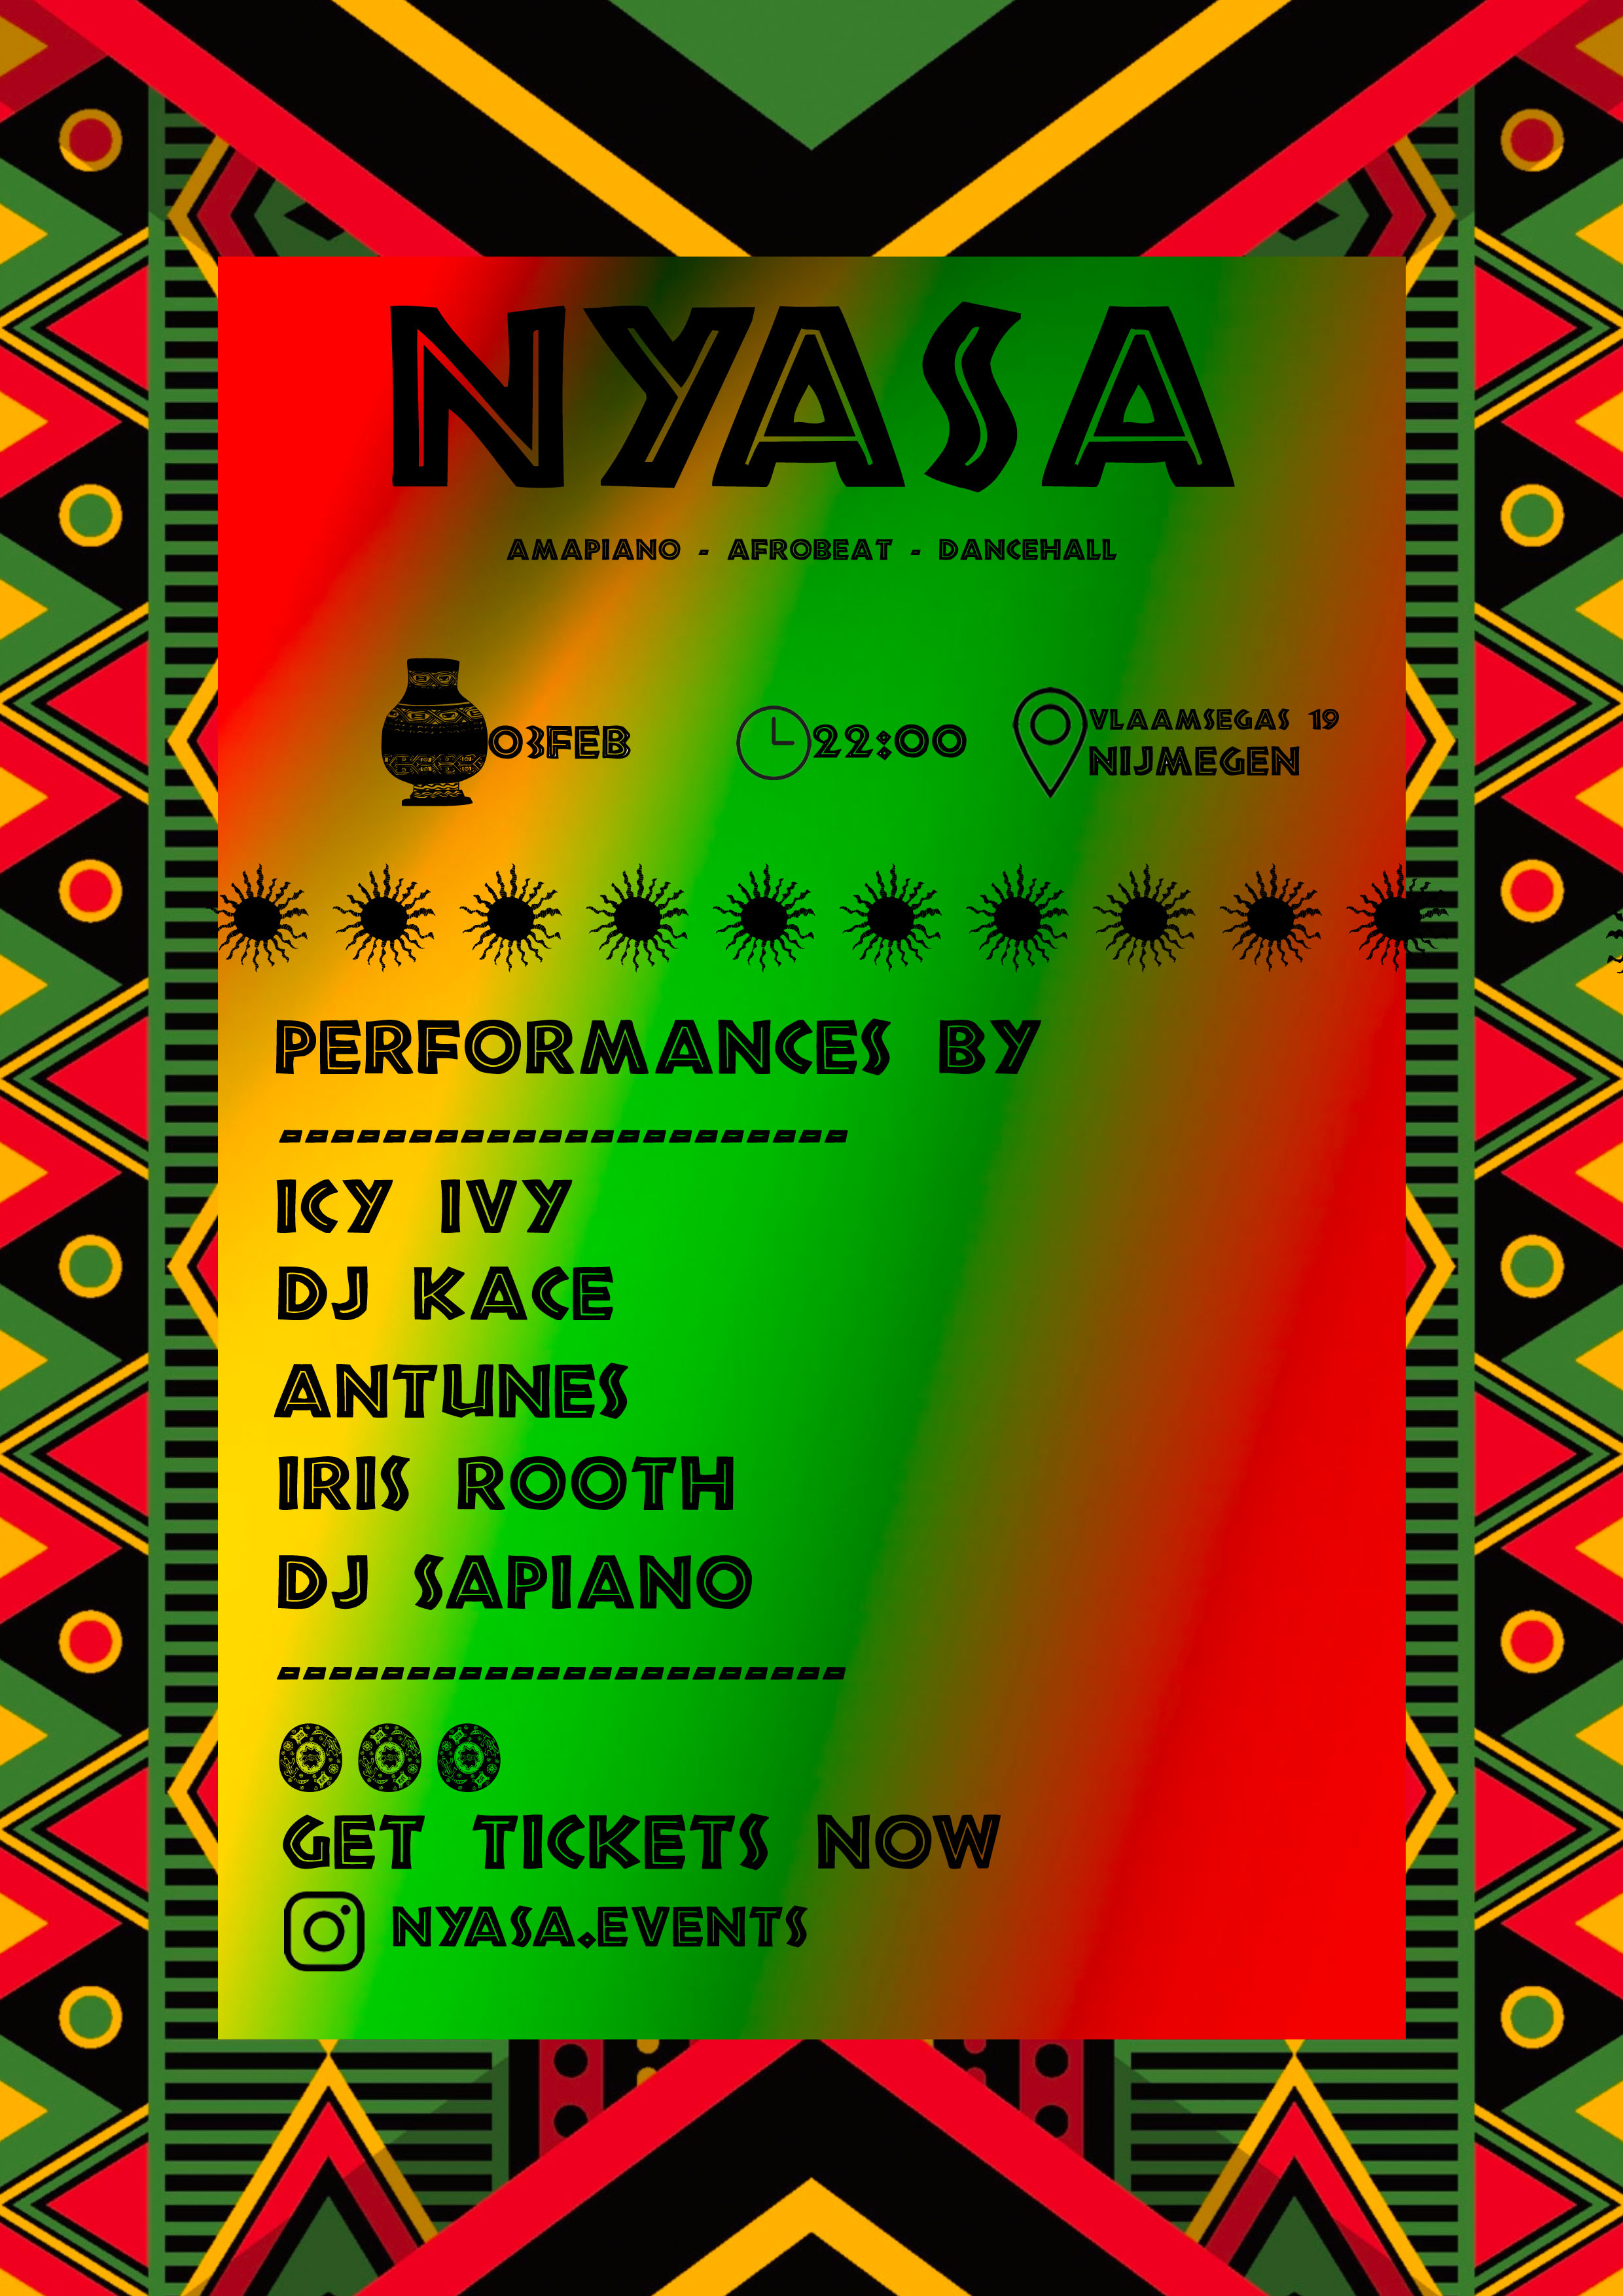 NYASA
AMAPIANO - AFROBEAT - DANCEHALL
03FEB
22:00
VLAAMSEGAS 19
NIJMEGEN
PERFORMANCES BY
----------------------
ICY IVY
DJ KACE
ANTUNES
IRIS ROOTH
DJ SAPIANO
----------------------
GET TICKETS NOW
NYASA.EVENTS